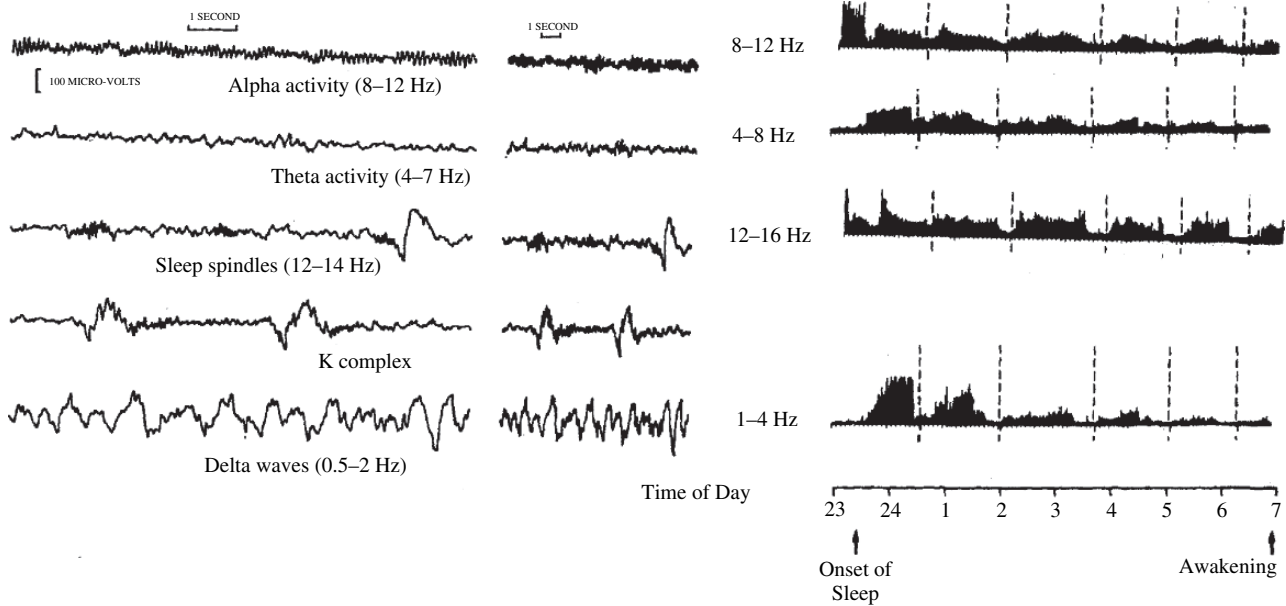 1 SECOND
1 SECOND
8–12 Hz
100 MICRO-VOLTS
Alpha activity (8–12 Hz)
4–8 Hz
Theta activity (4–7 Hz)
12–16 Hz
Sleep spindles (12–14 Hz)
K complex
1–4 Hz
Delta waves (0.5–2 Hz)
Time of Day
23 24 1 2 3 4 5 6 7
Onset of
Sleep
Awakening